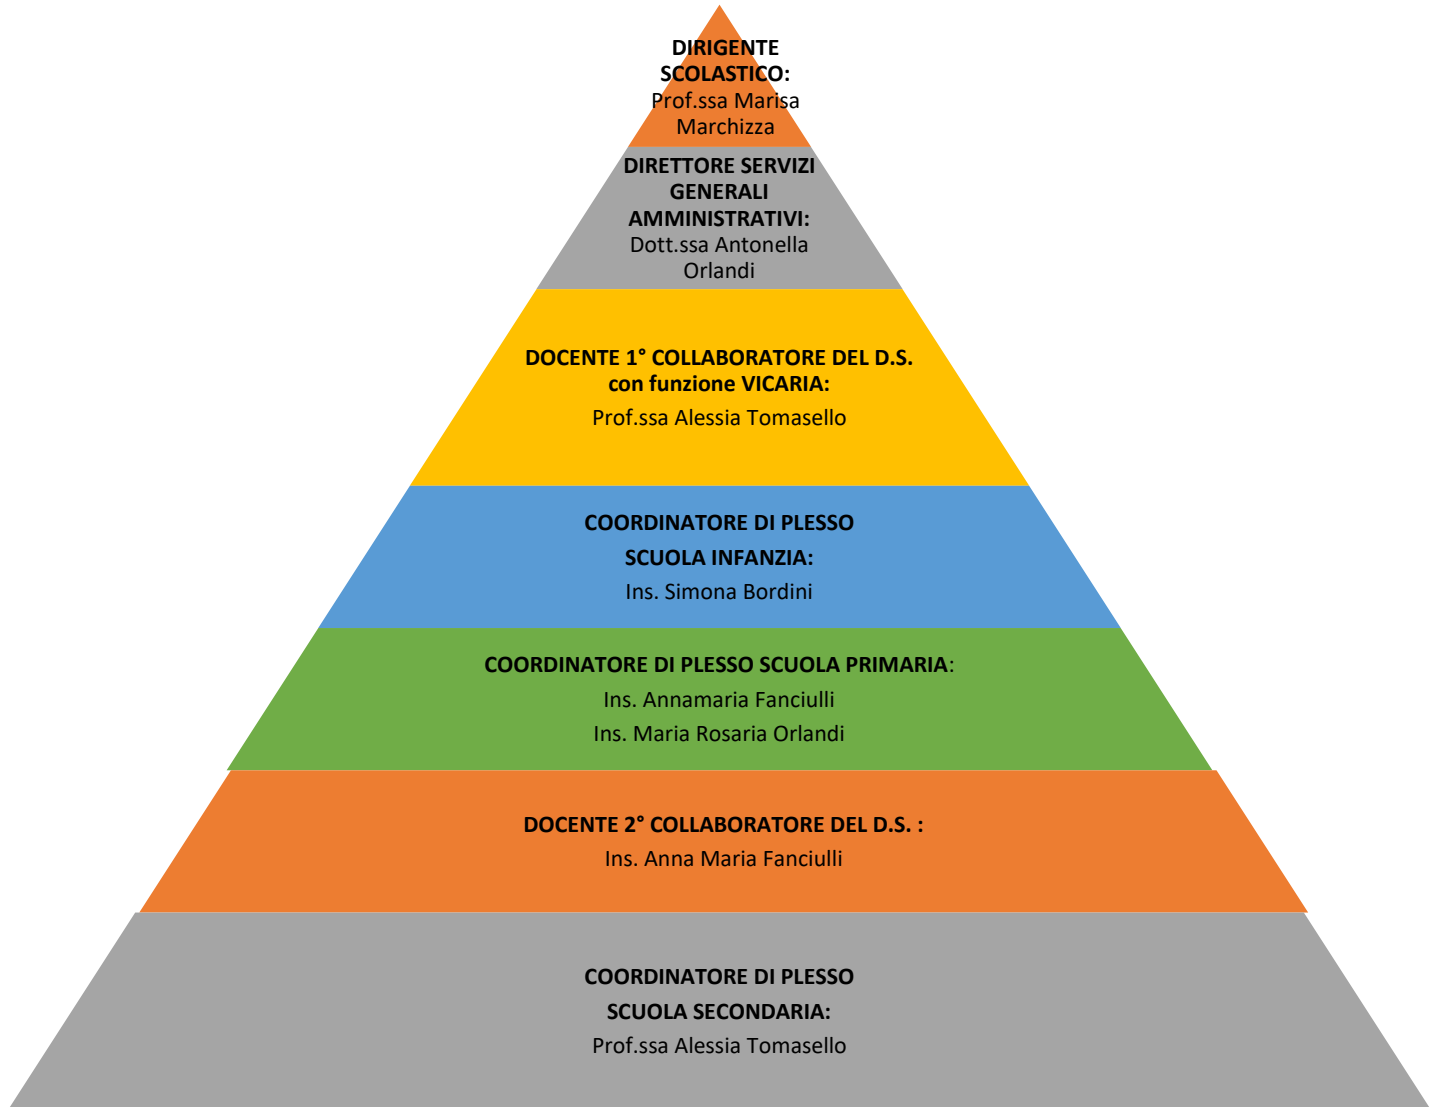 DIRIGENTE
SCOLASTICO:
Prof.ssa Marisa
Marchizza
DIRETTORE SERVIZI
GENERALI
AMMINISTRATIVI:
Dott.ssa Antonella
Orlandi
DOCENTE 1° COLLABORATORE DEL D.S.
con funzione VICARIA:
Prof.ssa Alessia Tomasello
COORDINATORE DI PLESSO
SCUOLA INFANZIA:
Ins. Simona Bordini
COORDINATORE DI PLESSO SCUOLA PRIMARIA:
Ins. Annamaria Fanciulli
Ins. Maria Rosaria Orlandi
DOCENTE 2° COLLABORATORE DEL D.S. :
Ins. Anna Maria Fanciulli
COORDINATORE DI PLESSO
SCUOLA SECONDARIA:
Prof.ssa Alessia Tomasello